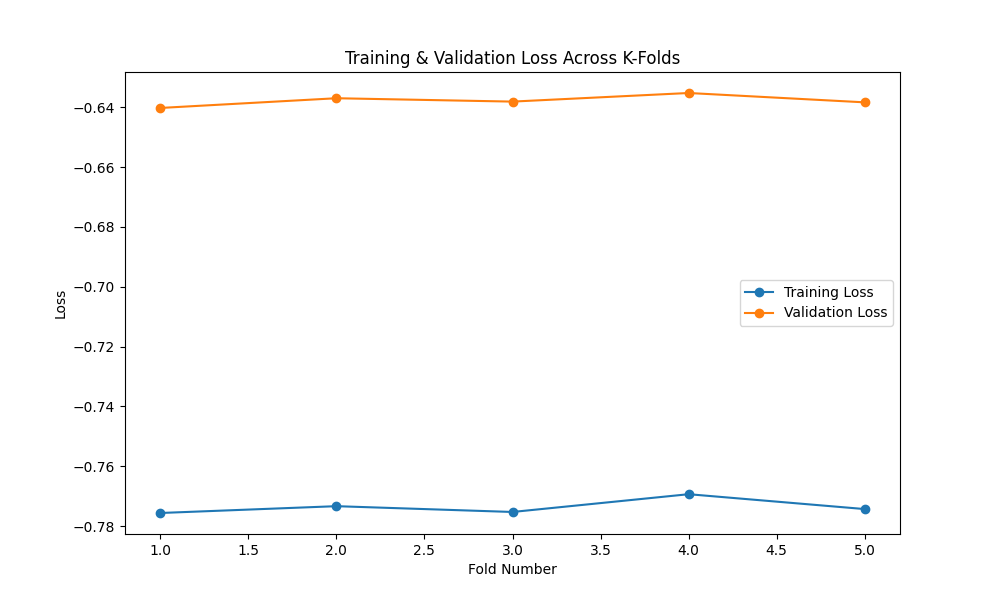 Training & Validation Loss Across K-Folds
Loss
−0.64
−0.66
−0.68
−0.70
−0.72
−0.74
−0.76
−0.78
Training Loss
Validation Loss
1.0 1.5 2.0 2.5 3.0 3.5 4.0 4.5 5.0
Fold Number